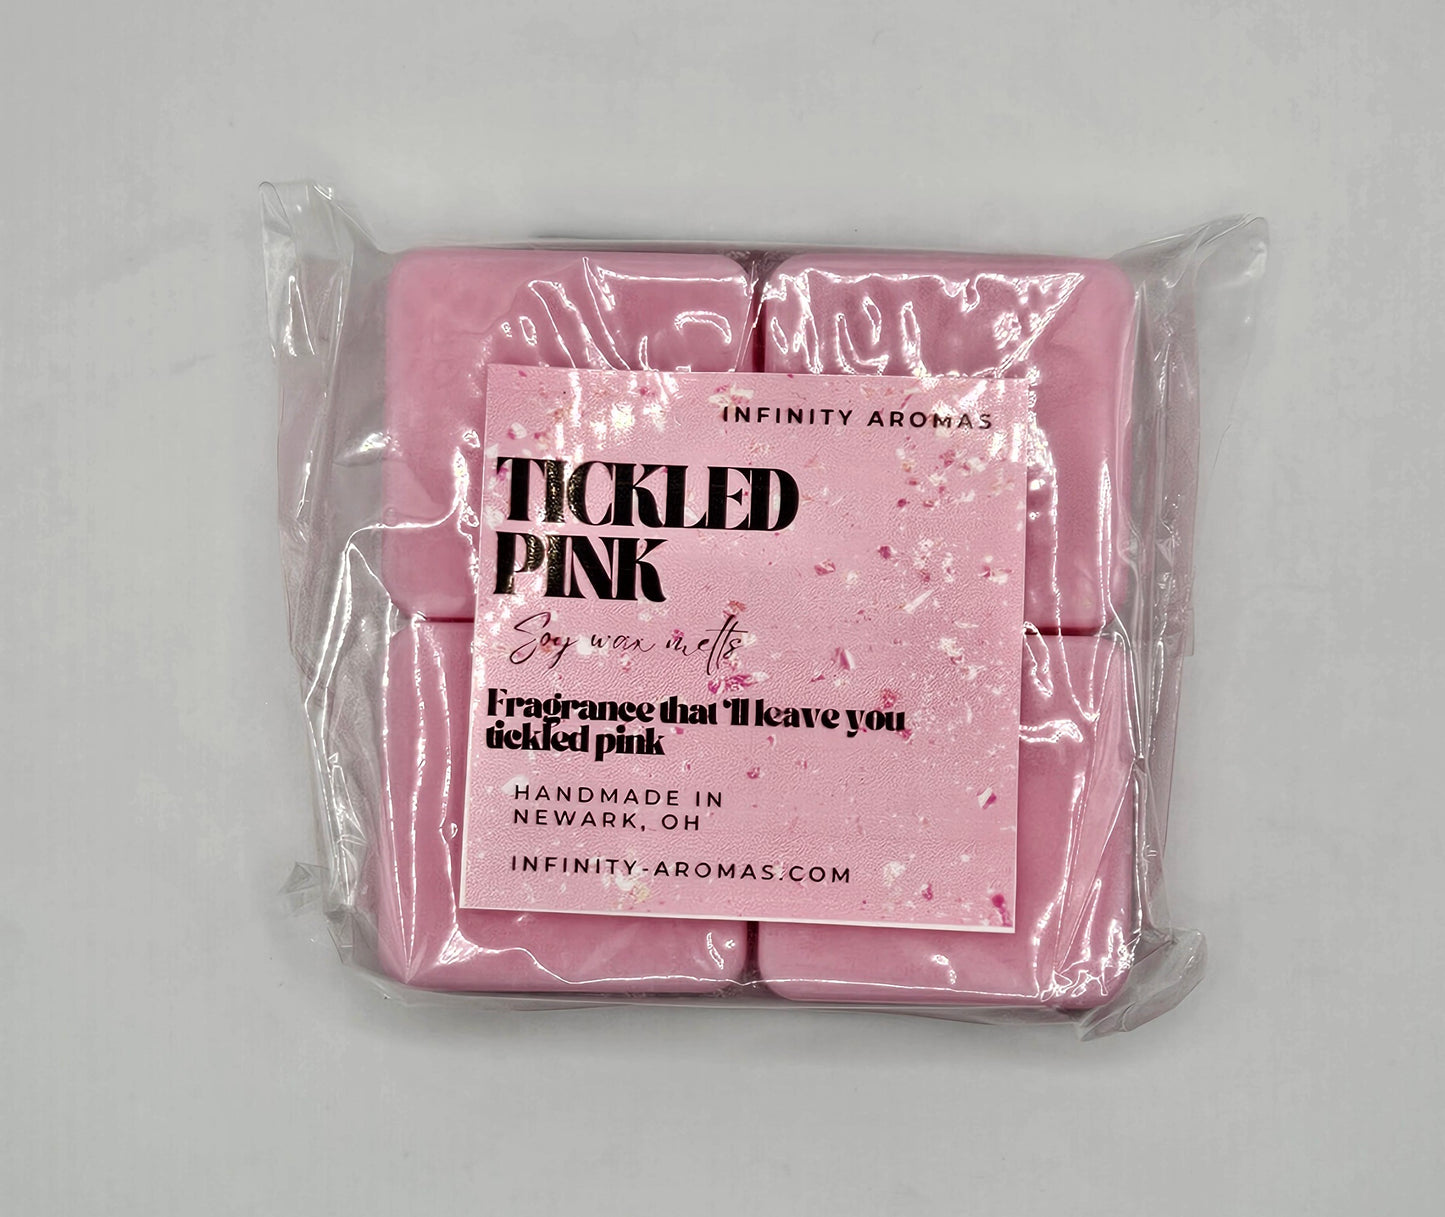 INFINITY AROMAS
TICKLED
PINK
Soy wax melts
Fragrance that 'll leave you
tickled pink
HANDMADE IN
NEWARK, OH
INFINITY-AROMAS.COM